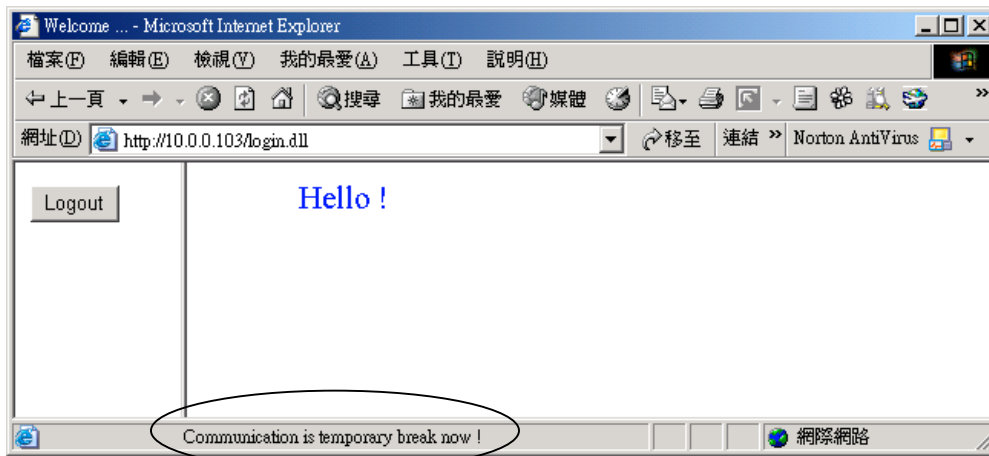 Welcome ... - Microsoft Internet Explorer
檔案(F) 編輯(E) 檢視(V) 我的最愛(A) 工具(T) 說明(H)
上一頁 搜尋 我的最愛 媒體 »
網址(D) http://10.0.0.103/login.dll 移至 連結 » Norton AntiVirus
Logout
Hello !
Communication is temporary break now ! 網際網路